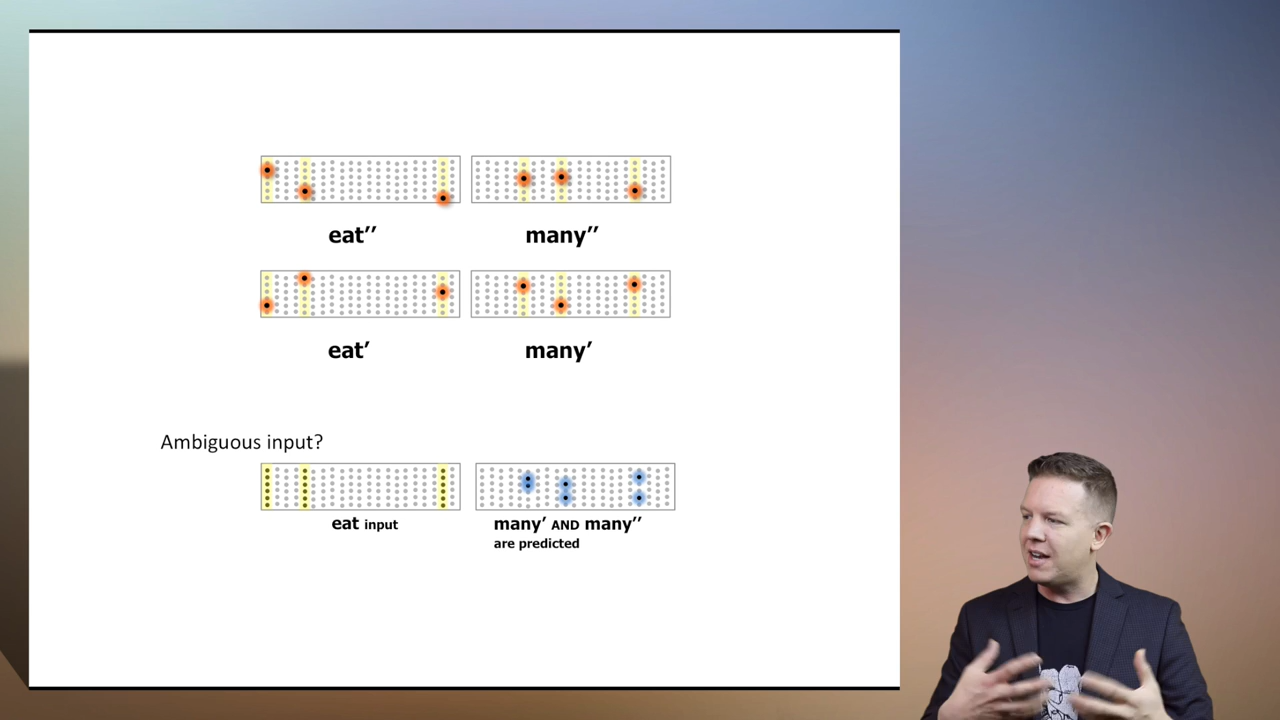 eat’’ many’’
eat’ many’
Ambiguous input?
eat input many’ AND many’’
are predicted